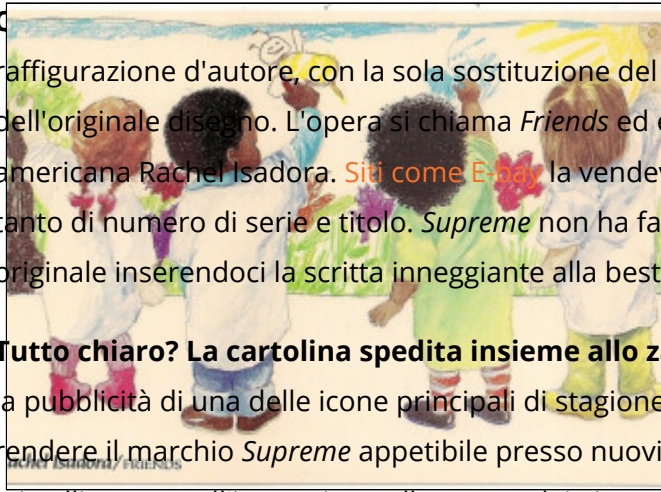 raffigurazione d'autore, con la sola sostituzione del
dell'originale disegno. L'opera si chiama Friends ed
americana Rachel Isadora. Siti come E-bay la vendev
tanto di numero di serie e titolo. Supreme non ha fa
originale inserendoci la scritta inneggiante alla best
Tutto chiaro? La cartolina spedita insieme allo z
la pubblicità di una delle icone principali di stagione
rendere il marchio Supreme appetibile presso nuovi
Rachel Isadora/FRIENDS